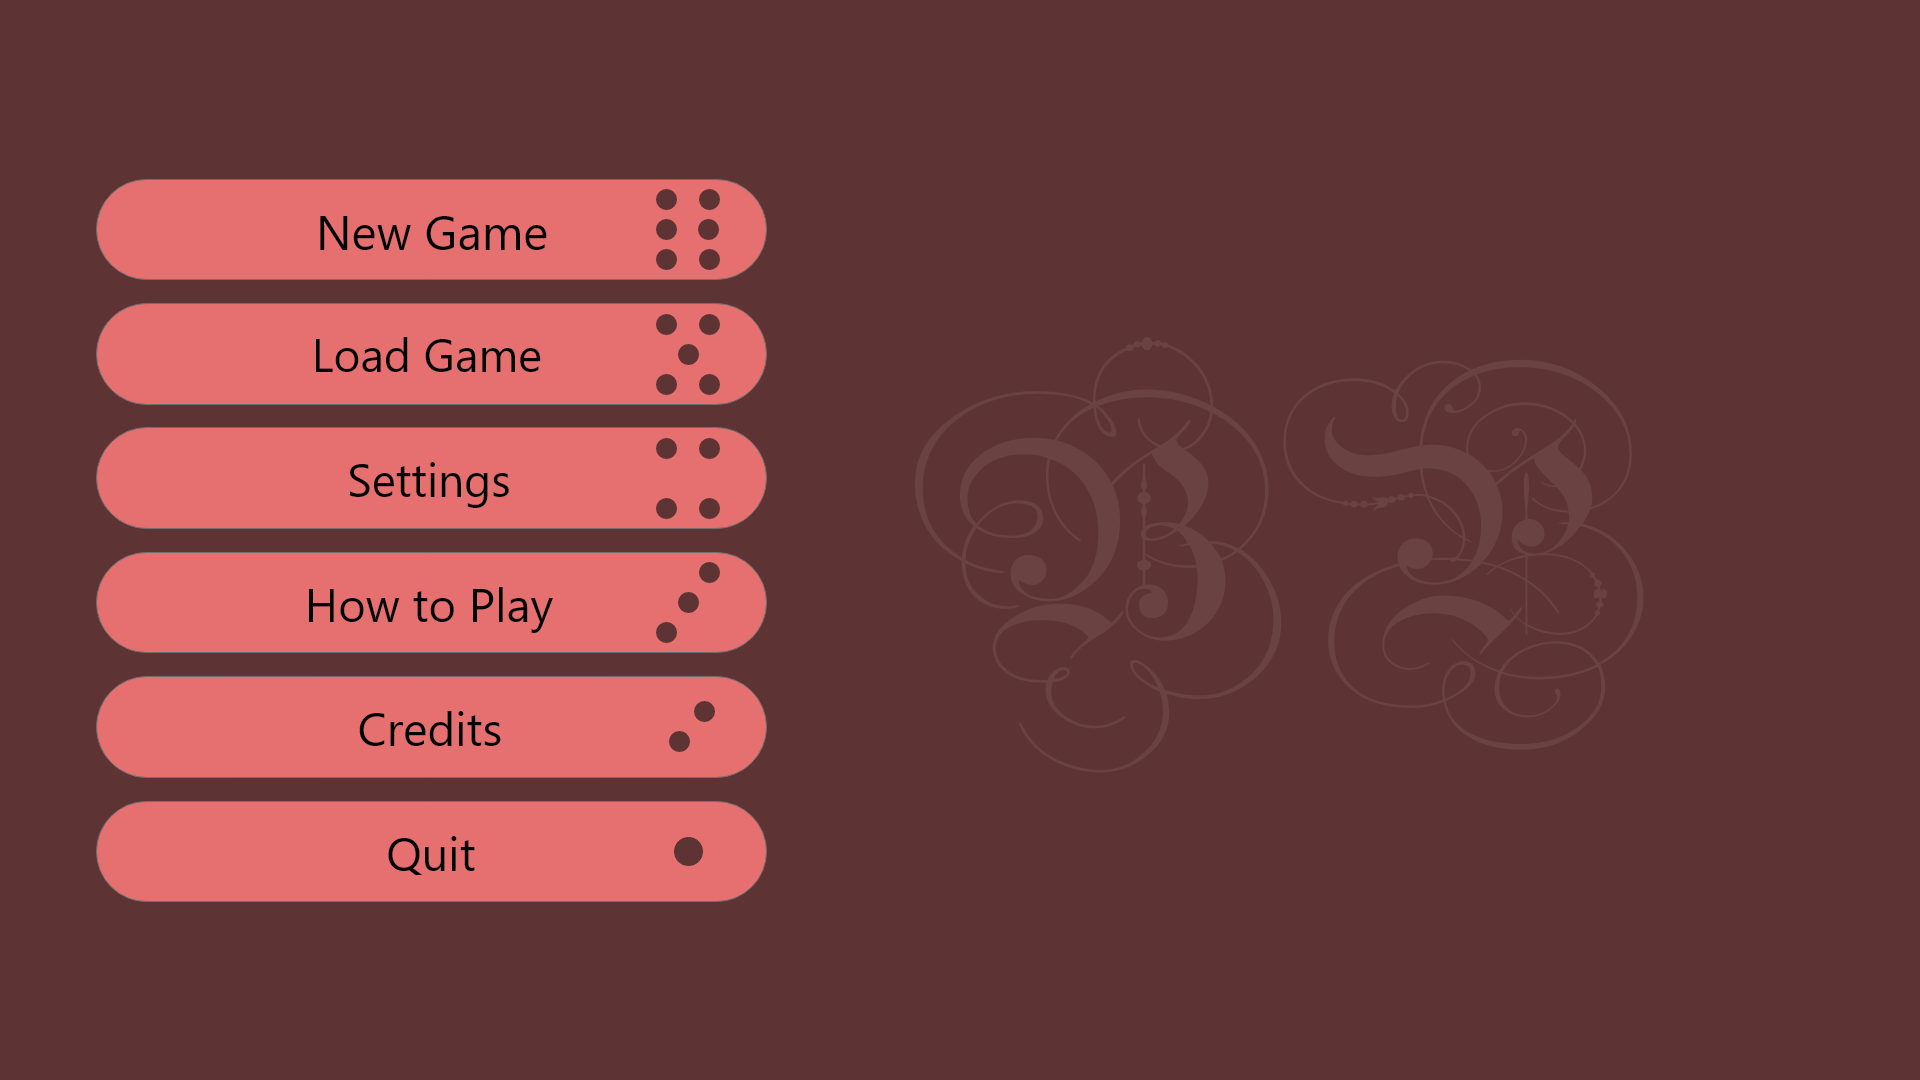 New Game
Load Game
Settings
How to Play
Credits
Quit